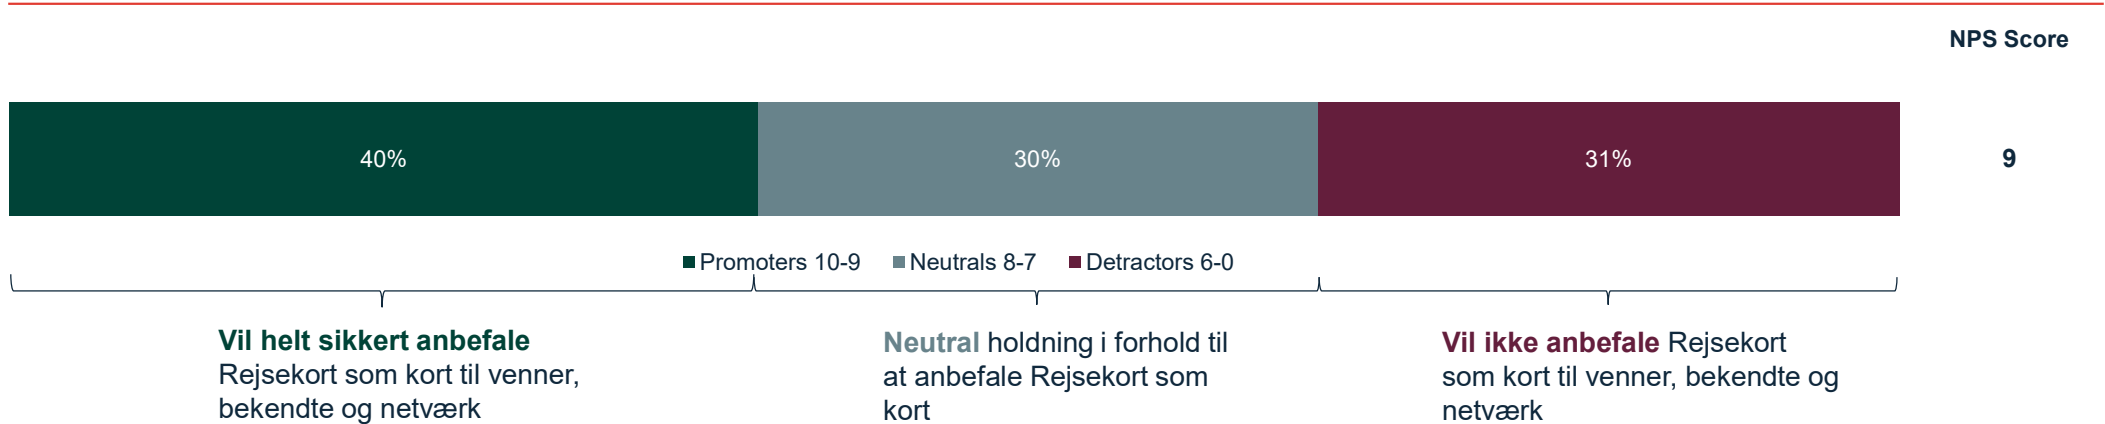 NPS Score
40%
30%
31%
9
Promoters 10-9
Neutrals 8-7
Detractors 6-0
Vil helt sikkert anbefale
Rejsekort som kort til venner,
bekendte og netværk
Neutral holdning i forhold til
at anbefale Rejsekort som
kort
Vil ikke anbefale Rejsekort
som kort til venner, bekendte og
netværk